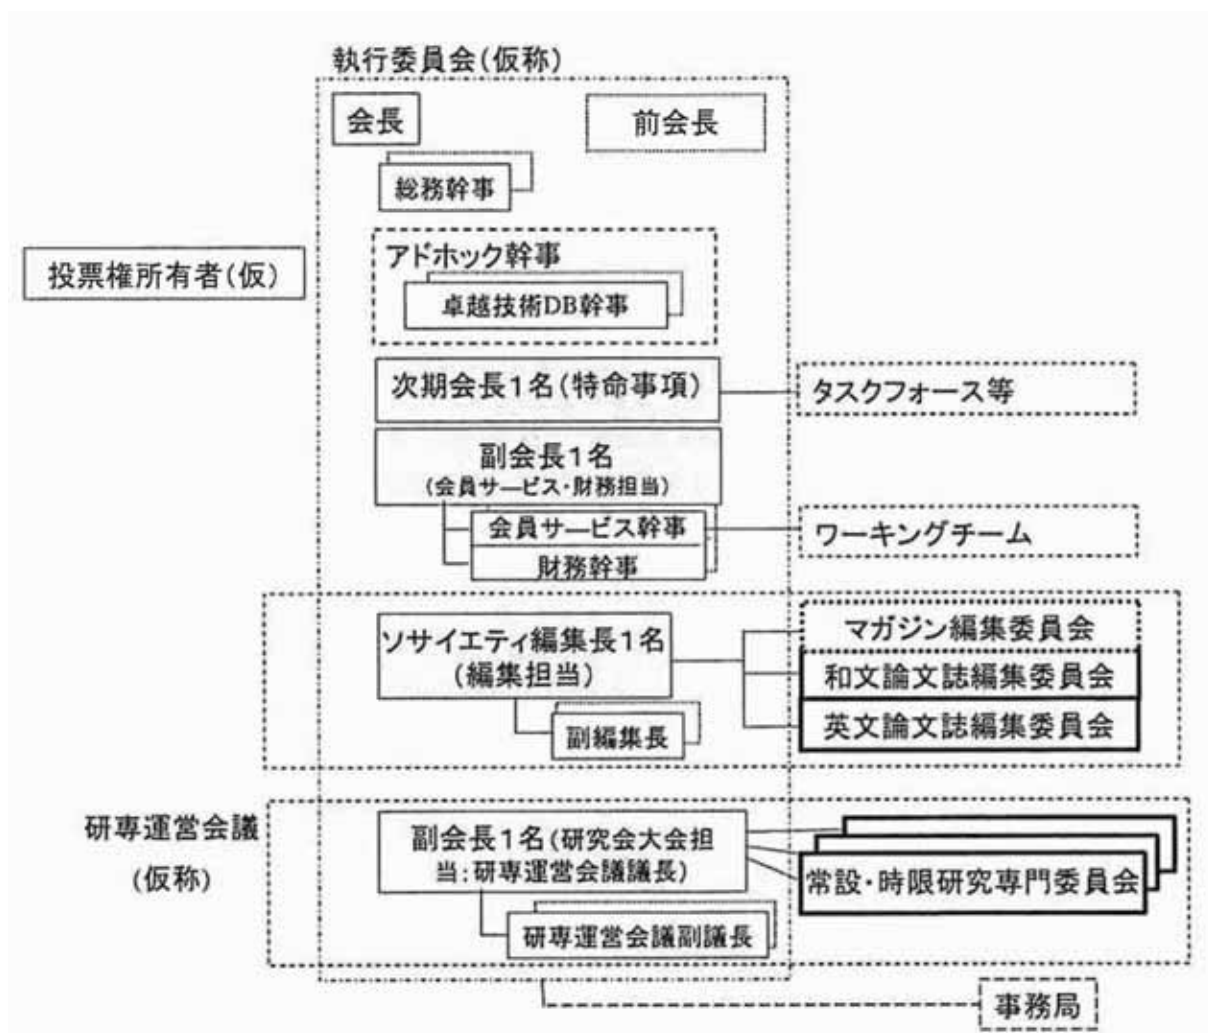 執行委員会(仮称)
会長
前会長
総務幹事
アドホック幹事
投票権所有者(仮)
卓越技術DB幹事
次期会長1名(特命事項)
タスクフォース等
副会長1名
(会員サービス・財務担当)
会員サービス幹事
ワーキングチーム
財務幹事
ソサイエティ編集長1名
(編集担当)
マガジン編集委員会
和文論文誌編集委員会
英文論文誌編集委員会
副編集長
研専運営会議
(仮称)
副会長1名(研究会大会担
当:研専運営会議議長)
常設・時限研究専門委員会
研専運営会議副議長
事務局